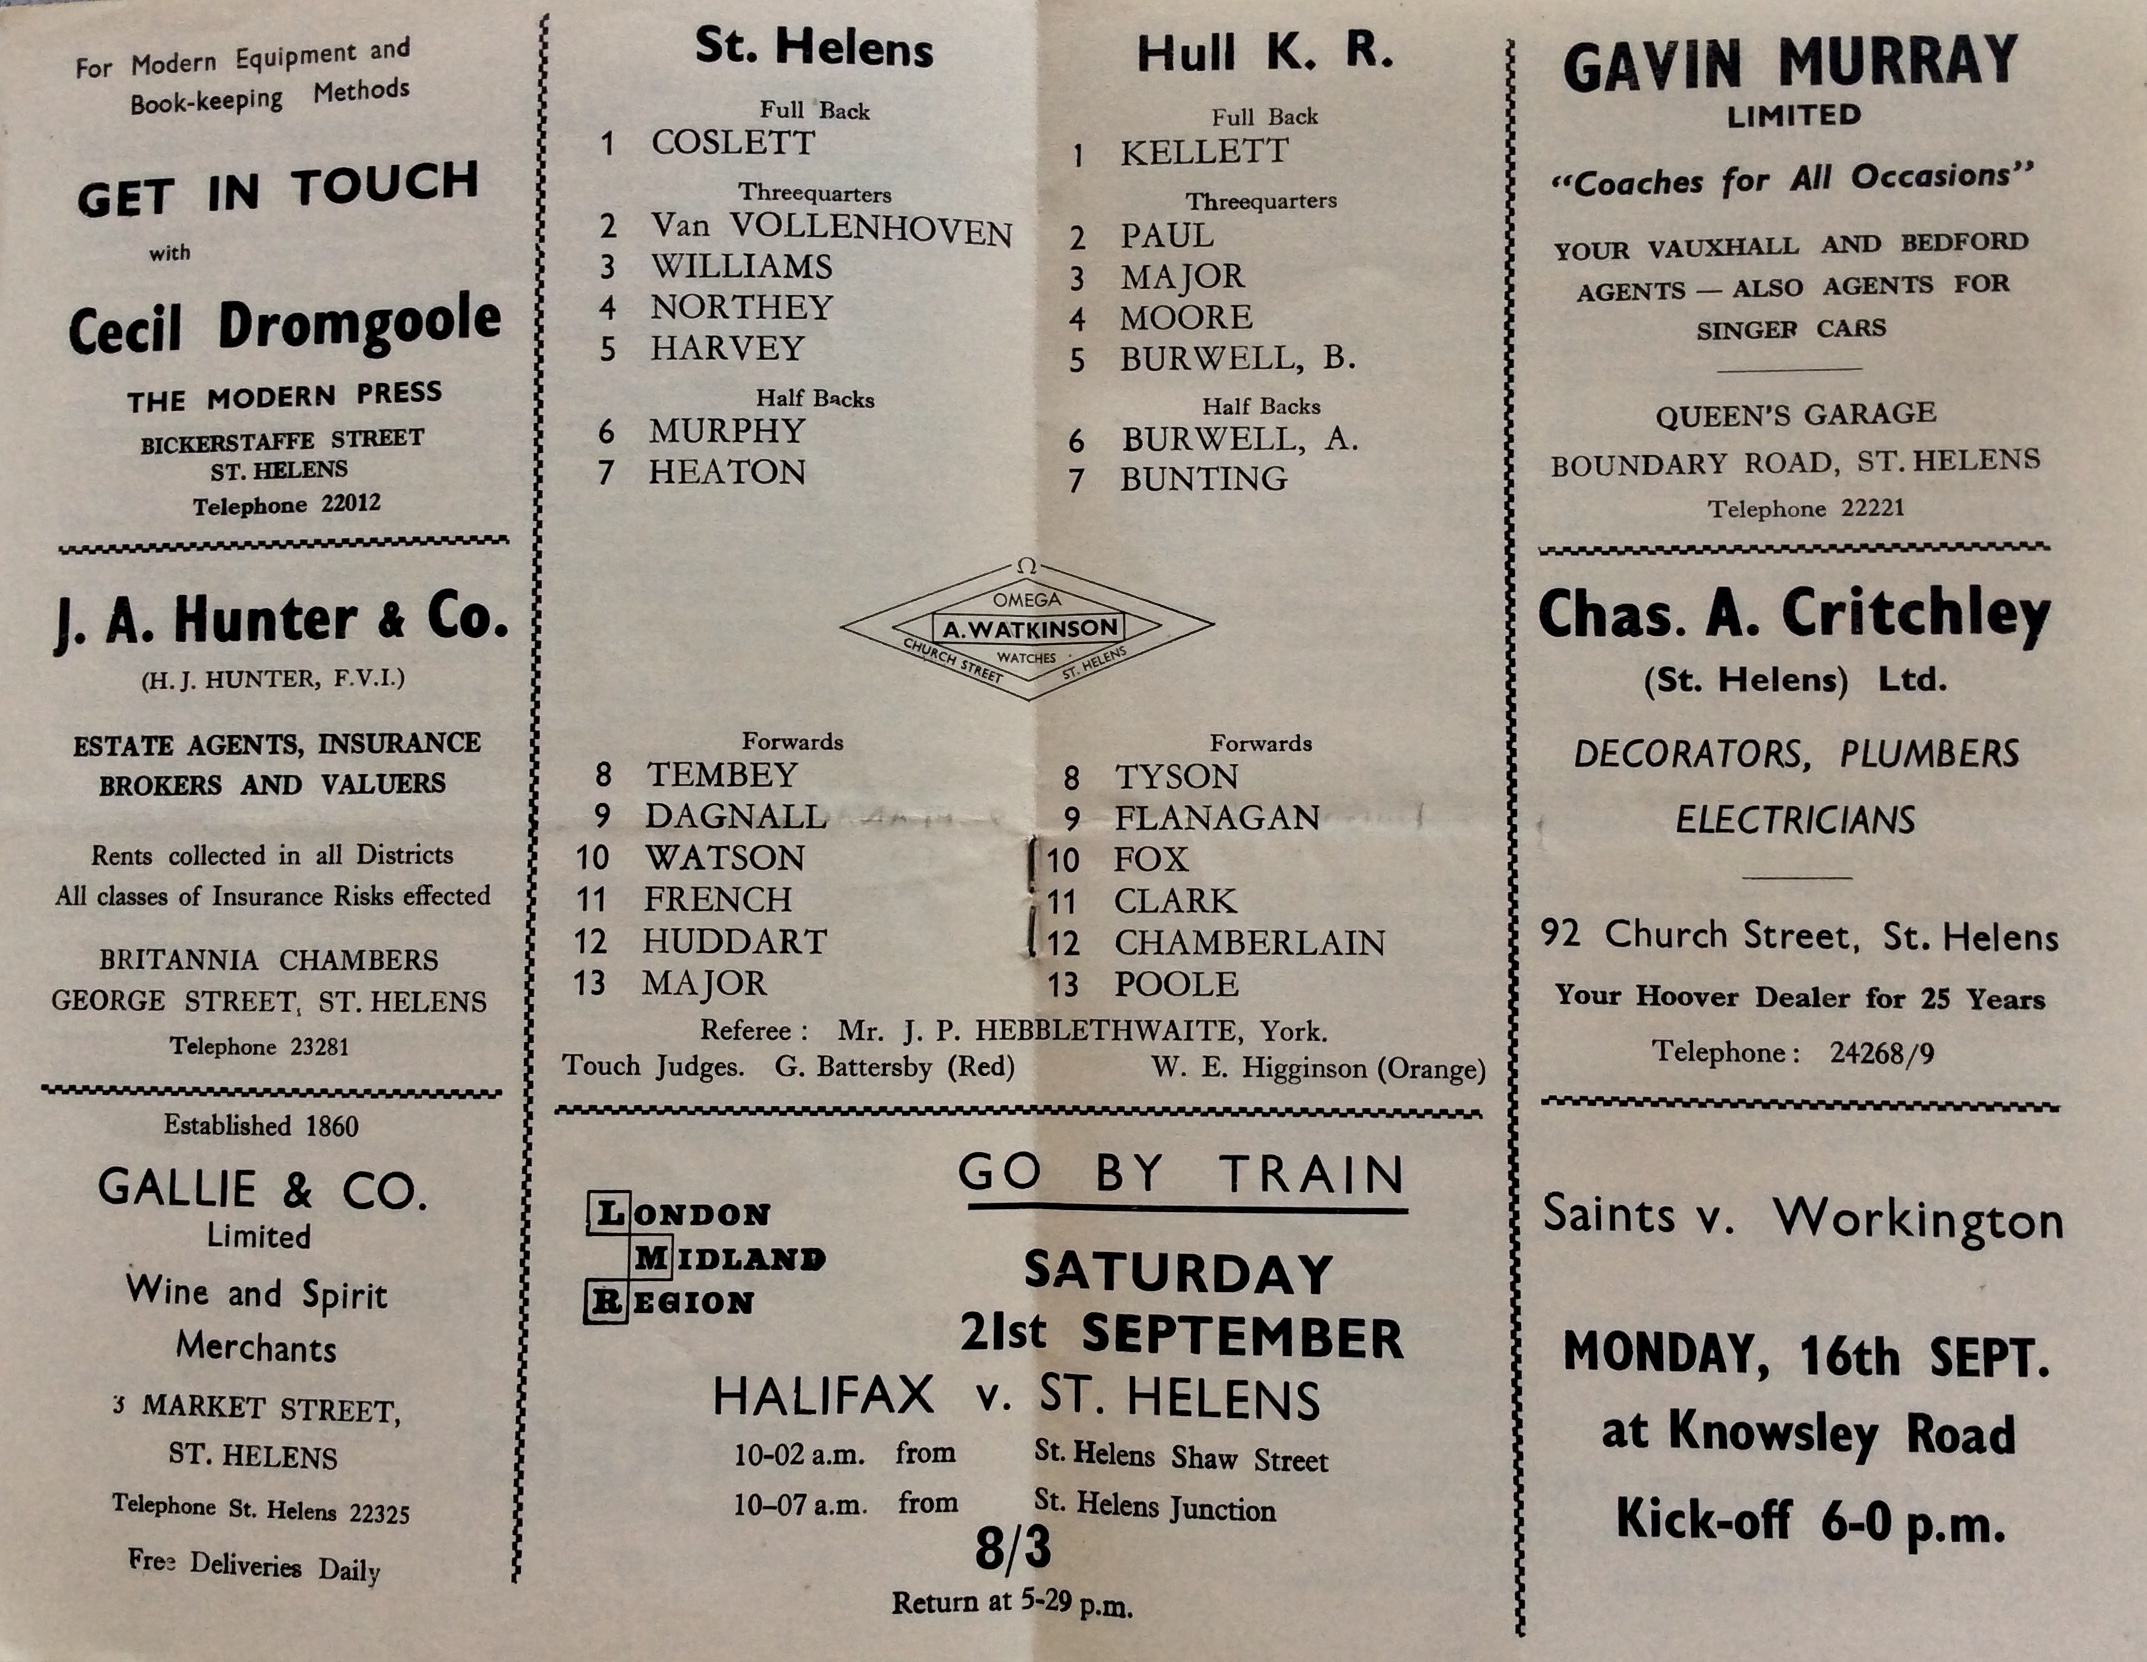 For Modern Equipment and
Book-keeping Methods
GET IN TOUCH
with
Cecil Dromgoole
THE MODERN PRESS
BICKERSTAFFE STREET
ST. HELENS
Telephone 22012
J. A. Hunter & Co.
(H. J. HUNTER, F.V.I.)
ESTATE AGENTS, INSURANCE
BROKERS AND VALUERS
Rents collected in all Districts
All classes of Insurance Risks effected
BRITANNIA CHAMBERS
GEORGE STREET, ST. HELENS
Telephone 23281
Established 1860
GALLIE & CO.
Limited
Wine and Spirit
Merchants
3 MARKET STREET,
ST. HELENS
Telephone St. Helens 22325
Free Deliveries Daily
St. Helens
Full Back
1 COSLETT
Threequarters
2 Van VOLLENHOVEN
3 WILLIAMS
4 NORTHEY
5 HARVEY
Half Backs
6 MURPHY
7 HEATON
Hull K. R.
Full Back
1 KELLETT
Threequarters
2 PAUL
3 MAJOR
4 MOORE
5 BURWELL, B.
Half Backs
6 BURWELL, A.
7 BUNTING
Ω
OMEGA
A. WATKINSON
WATCHES
CHURCH STREET ST. HELENS
Forwards
8 TEMBEY
9 DAGNALL
10 WATSON
11 FRENCH
12 HUDDART
13 MAJOR
Forwards
8 TYSON
9 FLANAGAN
10 FOX
11 CLARK
12 CHAMBERLAIN
13 POOLE
Referee : Mr. J. P. HEBBLETHWAITE, York.
Touch Judges. G. Battersby (Red) W. E. Higginson (Orange)
LONDON
MIDLAND
REGION
GO BY TRAIN
SATURDAY
21st SEPTEMBER
HALIFAX v. ST. HELENS
10-02 a.m. from St. Helens Shaw Street
10-07 a.m. from St. Helens Junction
8/3
Return at 5-29 p.m.
GAVIN MURRAY
LIMITED
"Coaches for All Occasions"
YOUR VAUXHALL AND BEDFORD
AGENTS — ALSO AGENTS FOR
SINGER CARS
QUEEN'S GARAGE
BOUNDARY ROAD, ST. HELENS
Telephone 22221
Chas. A. Critchley
(St. Helens) Ltd.
DECORATORS, PLUMBERS
ELECTRICIANS
92 Church Street, St. Helens
Your Hoover Dealer for 25 Years
Telephone : 24268/9
Saints v. Workington
MONDAY, 16th SEPT.
at Knowsley Road
Kick-off 6-0 p.m.